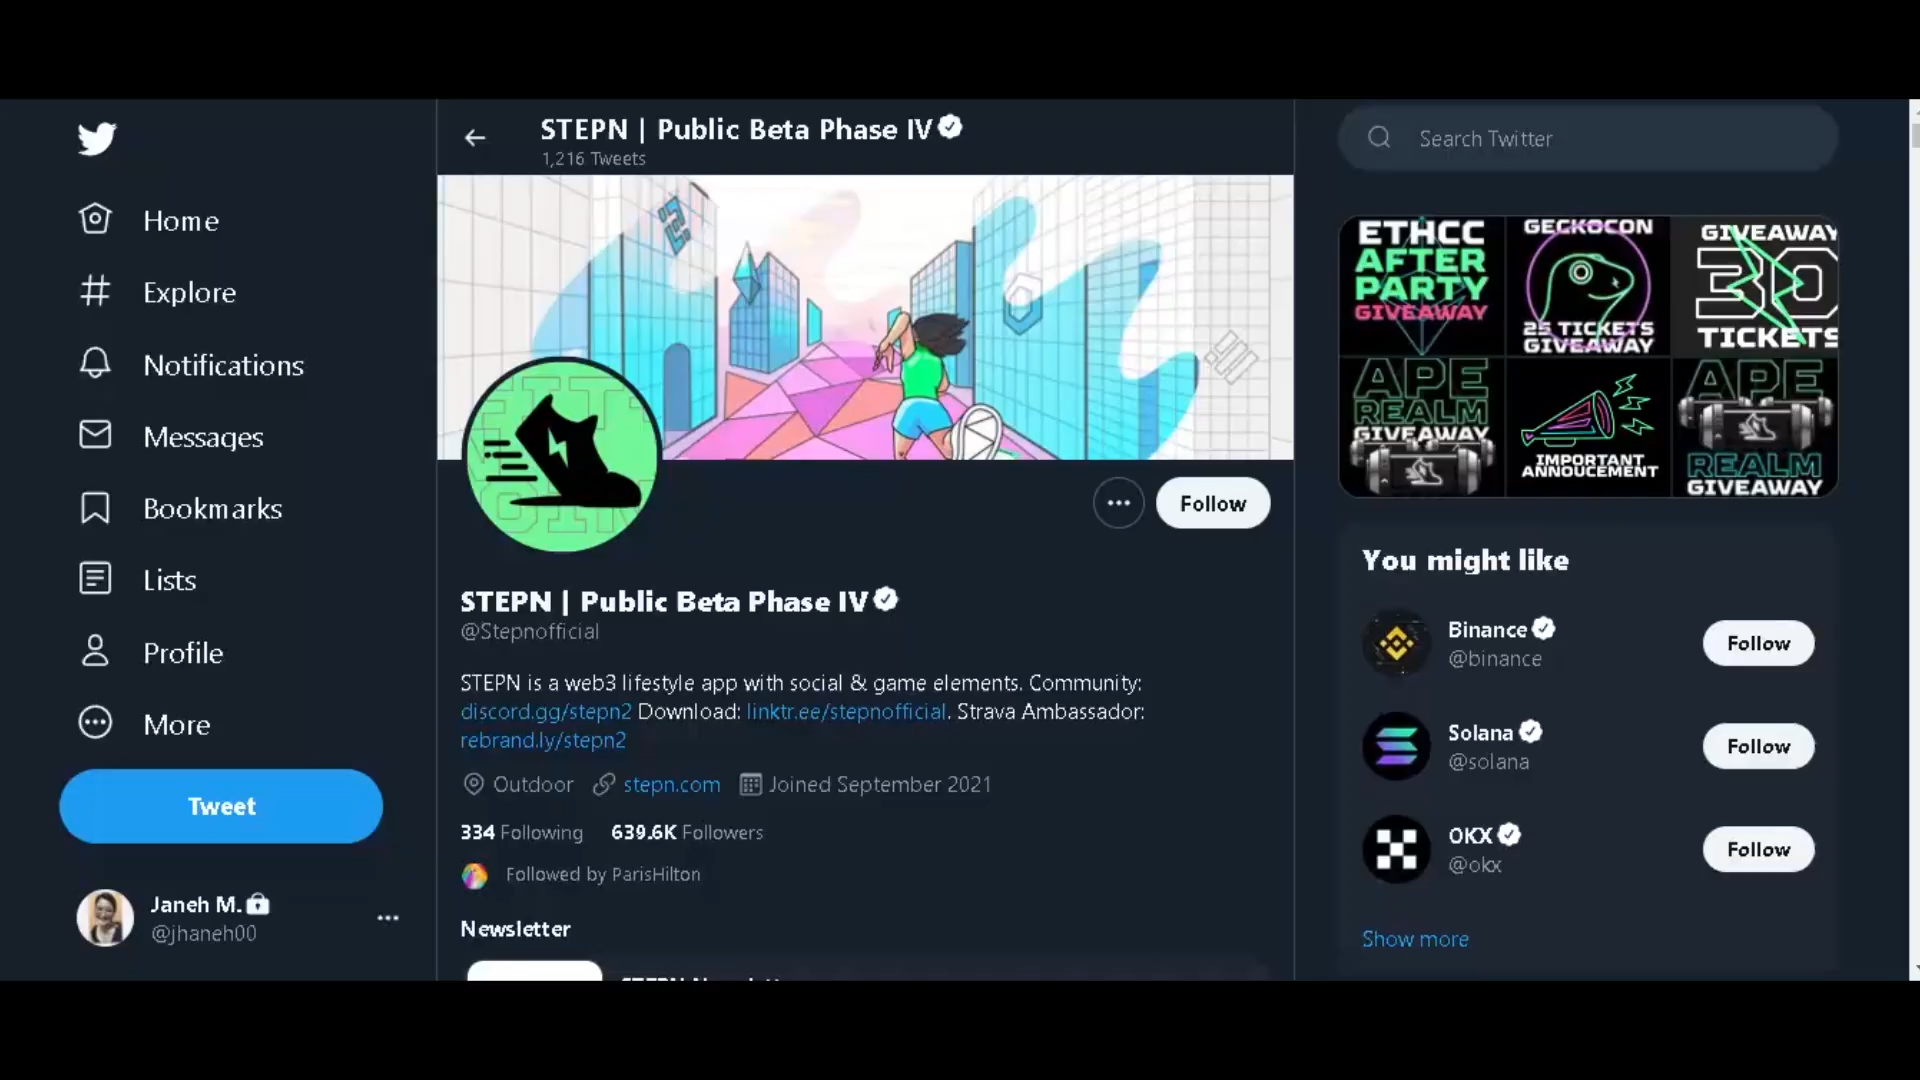 STEPN | Public Beta Phase IV
1,216 Tweets
Search Twitter
Home
Explore
Notifications
Messages
Bookmarks
Lists
Profile
More
Tweet
Janeh M.
@jhaneh00
Follow
STEPN | Public Beta Phase IV
@Stepnofficial
STEPN is a web3 lifestyle app with social & game elements. Community:
discord.gg/stepn2 Download: linktr.ee/stepnofficial. Strava Ambassador:
rebrand.ly/stepn2
Outdoor stepn.com Joined September 2021
334 Following 639.6K Followers
Followed by ParisHilton
Newsletter
ETHCC
AFTER
PARTY
GIVEAWAY
GECKOCON
25 TICKETS
GIVEAWAY
GIVEAWAY
30
TICKETS
APE
REALM
GIVEAWAY
IMPORTANT
ANNOUCEMENT
APE
REALM
GIVEAWAY
You might like
Binance
@binance
Follow
Solana
@solana
Follow
OKX
@okx
Follow
Show more